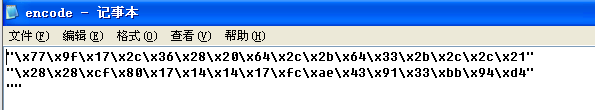 encode - 记事本
文件(F) 编辑(E) 格式(O) 查看(V) 帮助(H)
"\x77\x9f\x17\x2c\x36\x28\x20\x64\x2c\x2b\x64\x33\x2b\x2c\x2c\x21"
"\x28\x28\xcf\x80\x17\x14\x14\x17\xfc\xae\x43\x91\x33\xbb\x94\xd4"
""